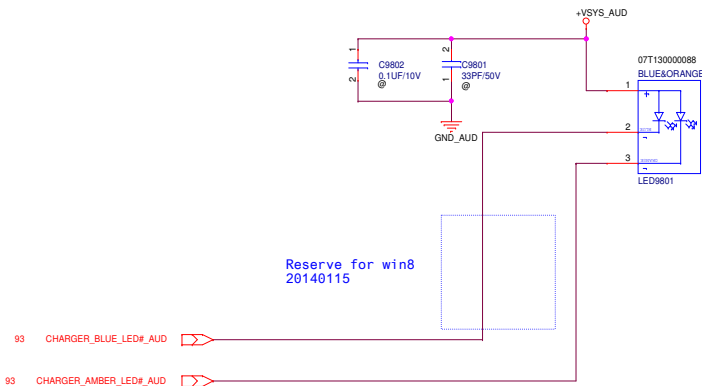 +VSYS_AUD
07T130000088
BLUE&ORANGE
1
2
C9802
0.1UF/10V
@
2
1
C9801
33PF/50V
@
1
+
2
-
3
-
LED9801
GND_AUD
Reserve for win8
20140115
93 CHARGER_BLUE_LED#_AUD
93 CHARGER_AMBER_LED#_AUD